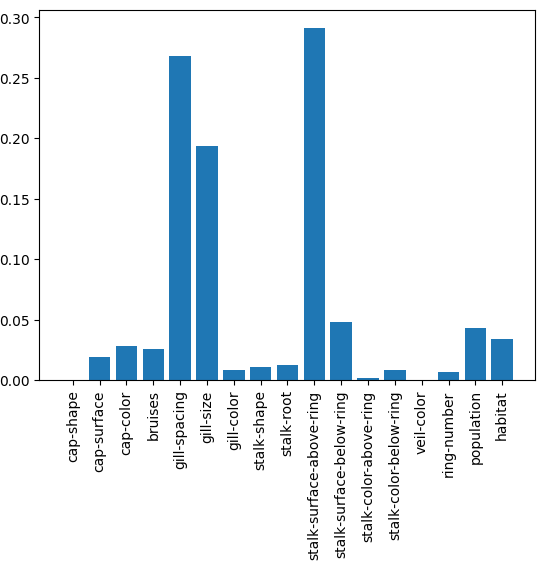 0.30
0.25
0.20
0.15
0.10
0.05
0.00
cap-shape
cap-surface
cap-color
bruises
gill-spacing
gill-size
gill-color
stalk-shape
stalk-root
stalk-surface-above-ring
stalk-surface-below-ring
stalk-color-above-ring
stalk-color-below-ring
veil-color
ring-number
population
habitat